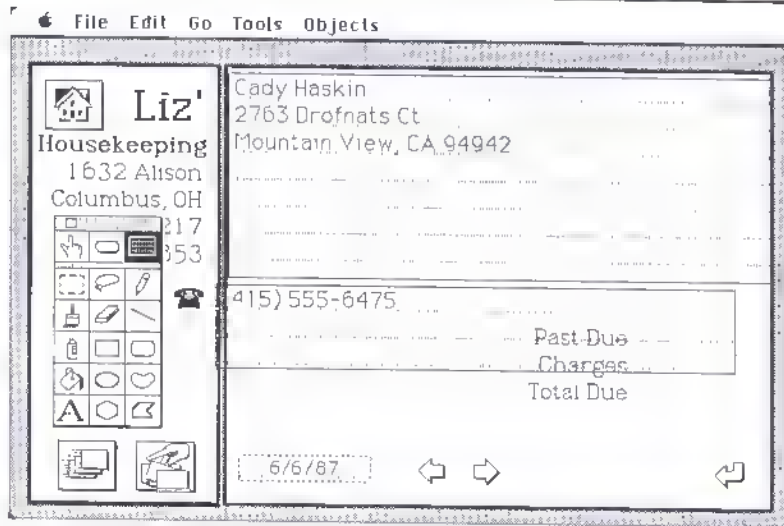 File Edit Go Tools Objects
Liz'
Housekeeping
1632 Alison
Columbus, OH
217
353
Cady Haskin
2763 Drofnats Ct
Mountain View, CA 94942
415) 555-6475
Past Due
Charges
Total Due
6/6/87
A